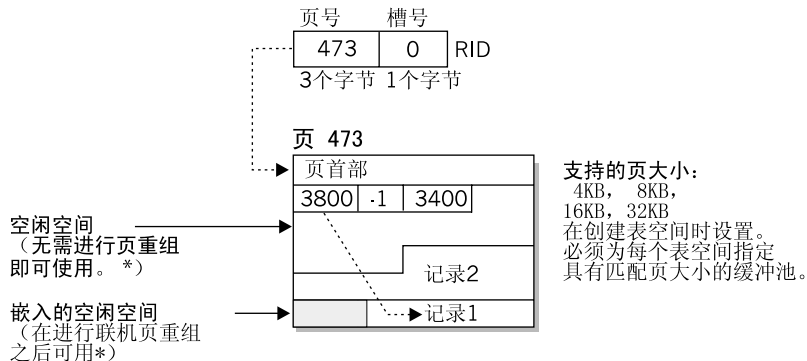 页号 槽号
473 0 RID
3个字节 1个字节
页 473
页首部
3800 -1 3400
空闲空间
（无需进行页重组
即可使用。 *）
记录2
嵌入的空闲空间
（在进行联机页重组
之后可用*）
记录1
支持的页大小：
4KB， 8KB，
16KB，32KB
在创建表空间时设置。
必须为每个表空间指定
具有匹配页大小的缓冲池。